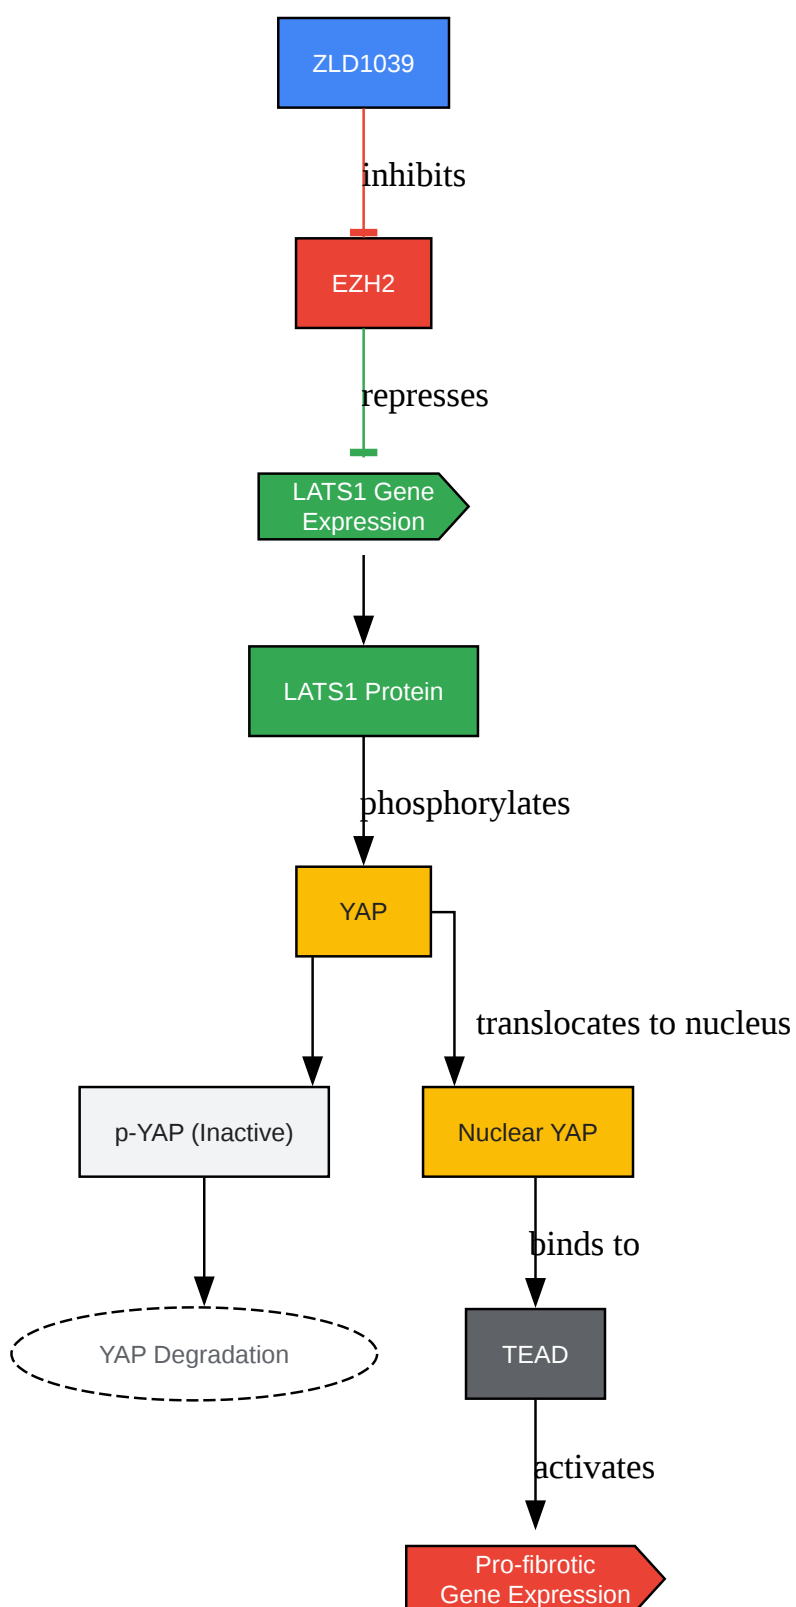 ZLD1039
inhibits
EZH2
represses
LATS1 Gene
Expression
LATS1 Protein
phosphorylates
YAP
translocates to nucleus
p-YAP (Inactive)
Nuclear YAP
binds to
YAP Degradation
TEAD
activates
Pro-fibrotic
Gene Expression